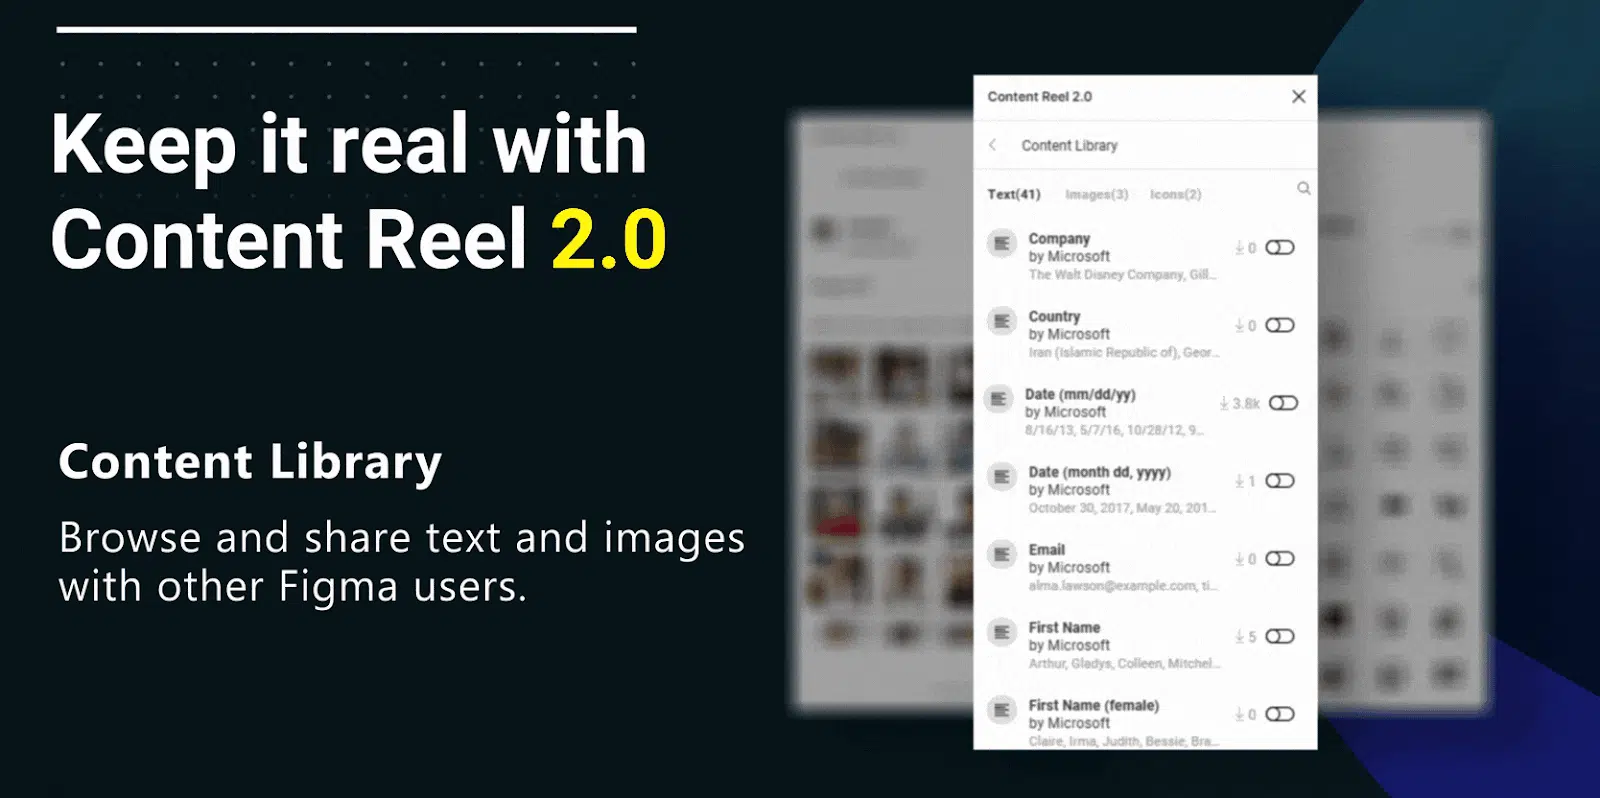 Keep it real with
Content Reel 2.0
Content Library
Browse and share text and images
with other Figma users.
Content Reel 2.0
Content Library
Text(41) Images(3) Icons(2)
Company
by Microsoft
The Walt Disney Company, Gill...
0
Country
by Microsoft
Iran (Islamic Republic of), Geor...
0
Date (mm/dd/yy)
by Microsoft
8/16/13, 5/7/16, 10/28/12, 9...
3.8k
Date (month dd, yyyy)
by Microsoft
October 30, 2017, May 20, 201...
1
Email
by Microsoft
alma.lawson@example.com, ti...
0
First Name
by Microsoft
Arthur, Gladys, Colleen, Mitchel...
5
First Name (female)
by Microsoft
Claire, Irma, Judith, Bessie, Bra...
0